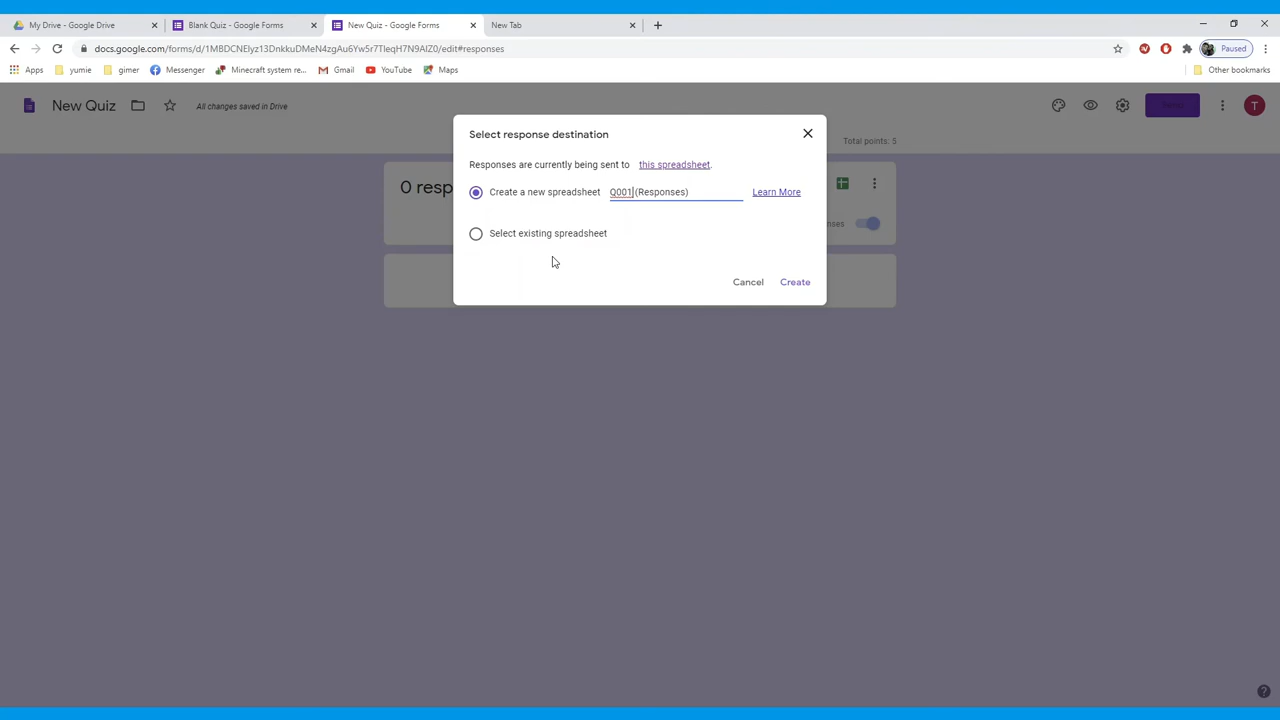 My Drive - Google Drive
Blank Quiz - Google Forms
New Quiz - Google Forms
New Tab
docs.google.com/forms/d/1MBDCNEIyz13DnkkuDMeN4zgAu6Yw5r7TleqH7N9AlZ0/edit#responses
Paused
Apps
yumie
gimer
Messenger
Minecraft system re...
Gmail
YouTube
Maps
Other bookmarks
New Quiz
All changes saved in Drive
T
Total points: 5
Select response destination
0 resp
Responses are currently being sent to this spreadsheet.
Create a new spreadsheet Q001(Responses) Learn More
Select existing spreadsheet
Cancel Create